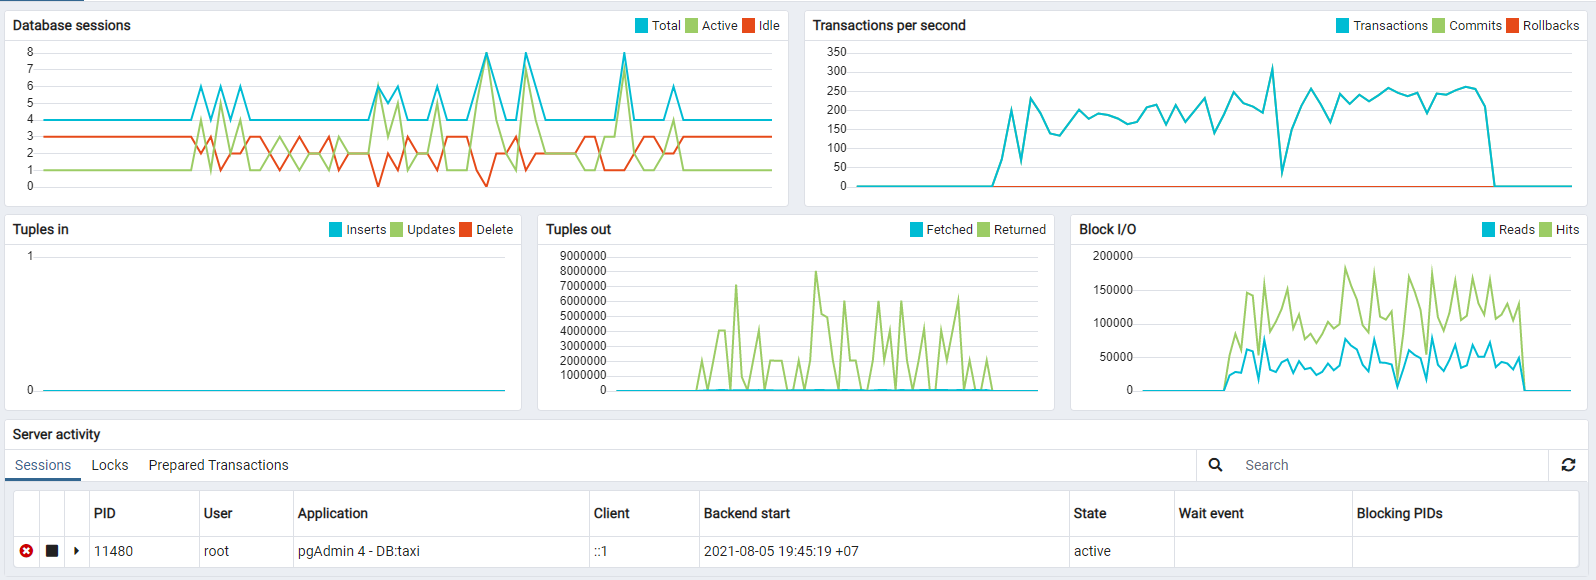 Database sessions
Total Active Idle
8
7
6
5
4
3
2
1
0
Transactions per second
Transactions Commits Rollbacks
350
300
250
200
150
100
50
0
Tuples in
Inserts Updates Delete
1
0
Tuples out
Fetched Returned
9000000
8000000
7000000
6000000
5000000
4000000
3000000
2000000
1000000
0
Block I/O
Reads Hits
200000
150000
100000
50000
0
Server activity
Sessions Locks Prepared Transactions Search
PID User Application Client Backend start State Wait event Blocking PIDs
11480 root pgAdmin 4 - DB:taxi ::1 2021-08-05 19:45:19 +07 active